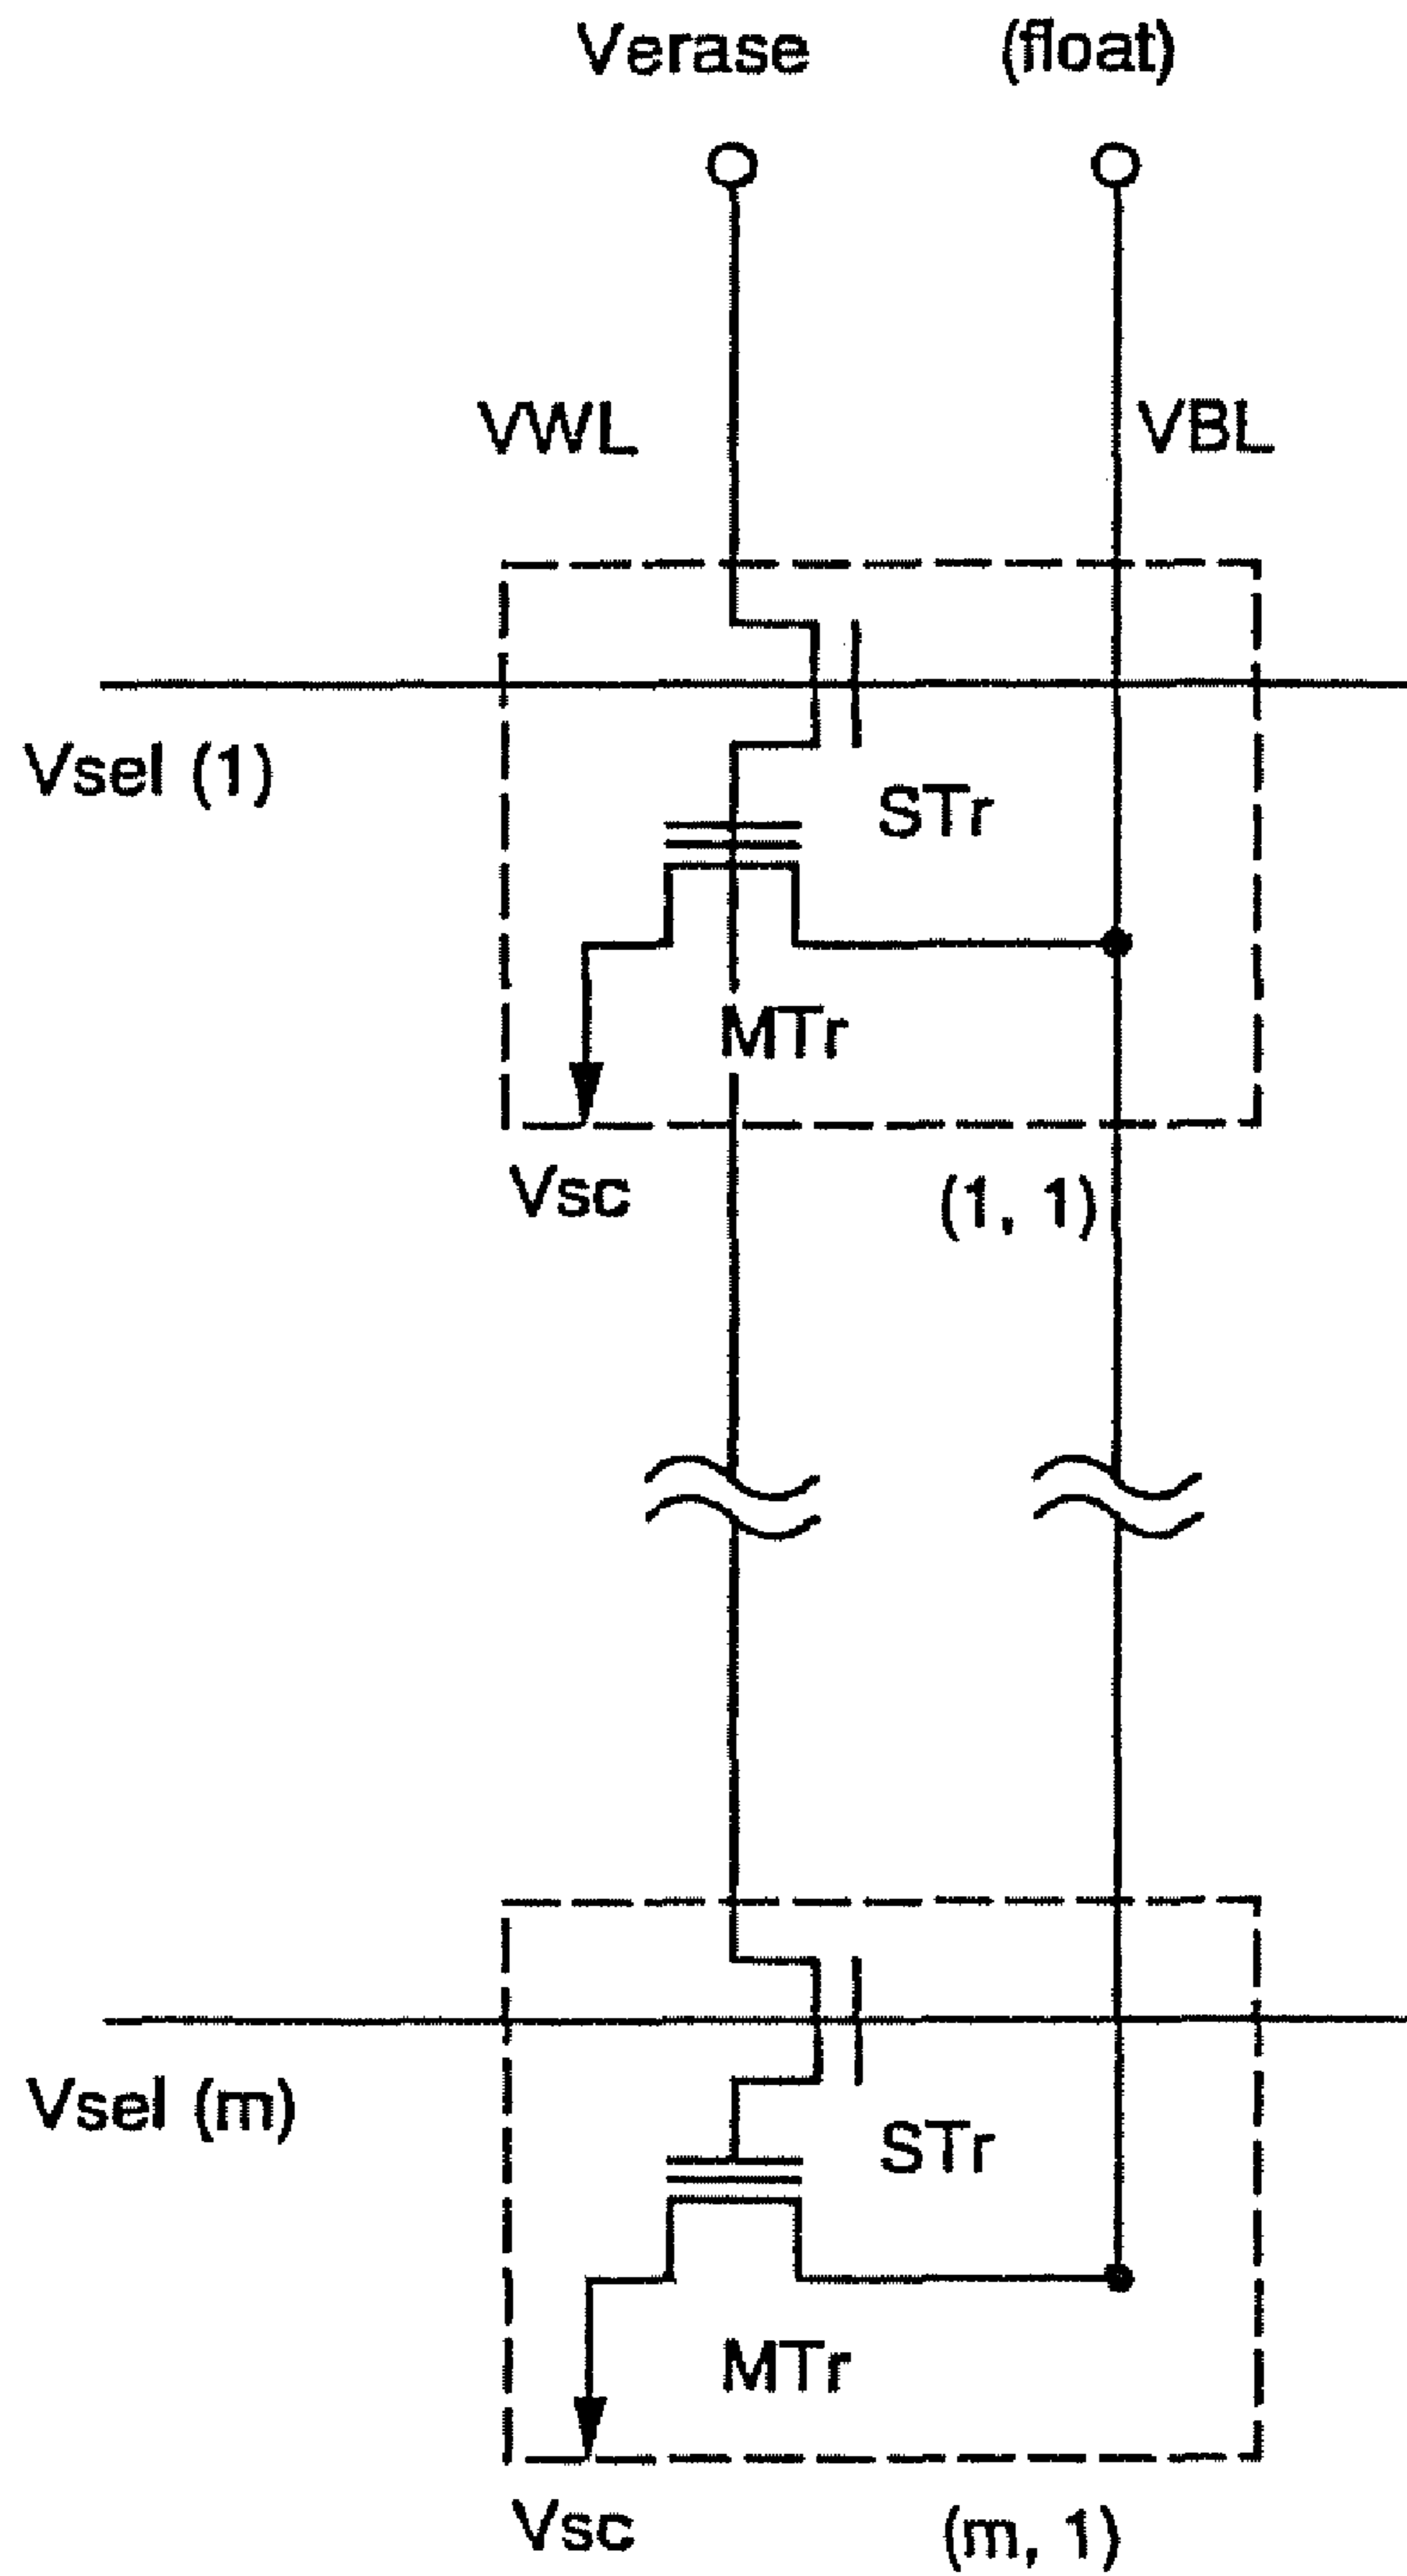 Verase (float)
VWL VBL
Vsel (1)
STr
MTr
Vsc (1, 1)
Vsel (m)
STr
MTr
Vsc (m, 1)